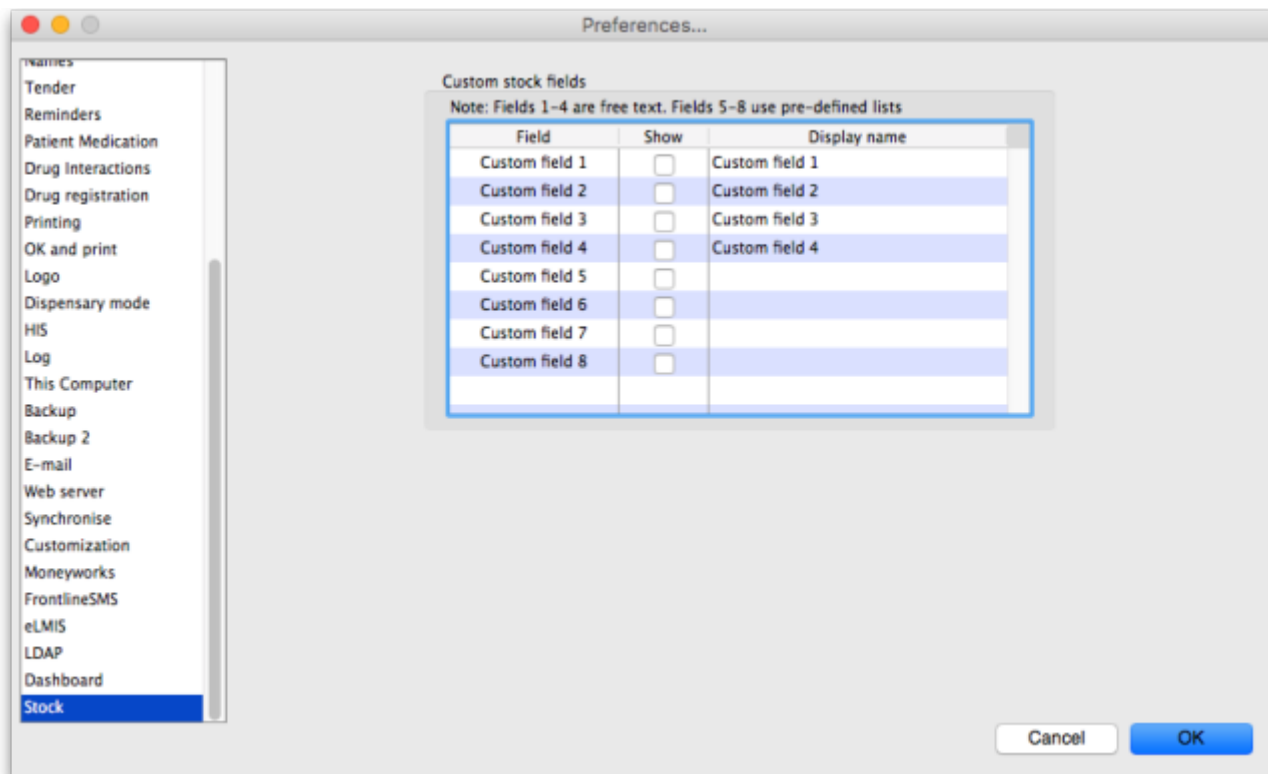 Preferences...
Names
Tender
Reminders
Patient Medication
Drug Interactions
Drug registration
Printing
OK and print
Logo
Dispensary mode
HIS
Log
This Computer
Backup
Backup 2
E-mail
Web server
Synchronise
Customization
Moneyworks
FrontlineSMS
eLMIS
LDAP
Dashboard
Stock
Custom stock fields
Note: Fields 1-4 are free text. Fields 5-8 use pre-defined lists
Field Show Display name
Custom field 1 Custom field 1
Custom field 2 Custom field 2
Custom field 3 Custom field 3
Custom field 4 Custom field 4
Custom field 5
Custom field 6
Custom field 7
Custom field 8
Cancel OK